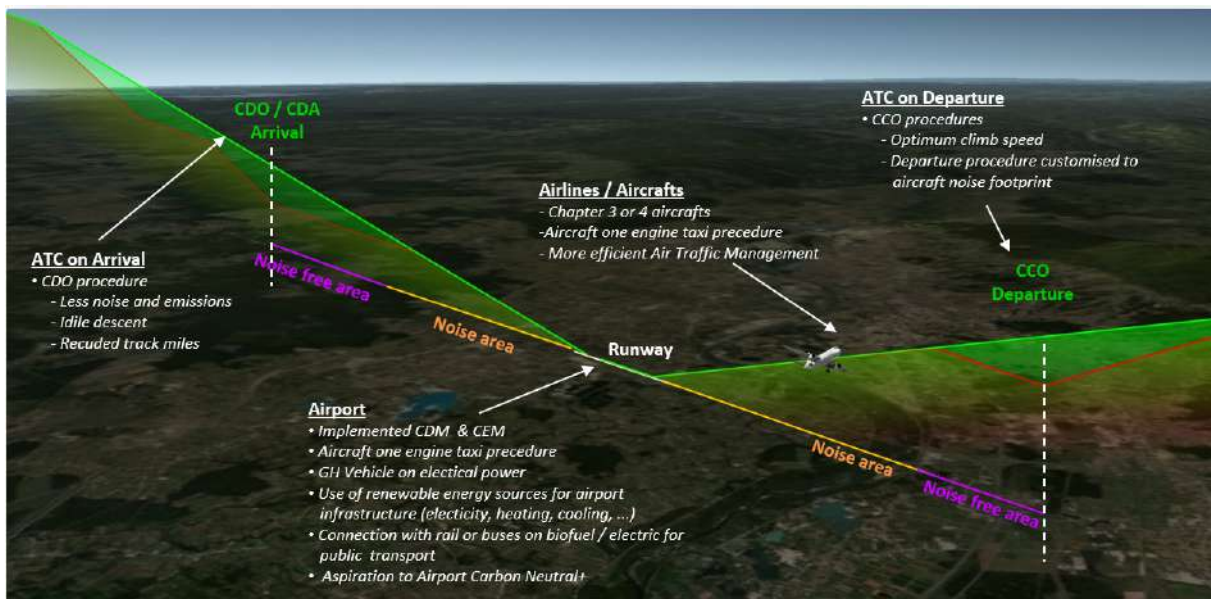 CDO / CDA
Arrival
ATC on Arrival
• CDO procedure
- Less noise and emissions
- Idile descent
- Recuded track miles
Noise free area
Noise area
Runway
Airlines / Aircrafts
- Chapter 3 or 4 aircrafts
-Aircraft one engine taxi precedure
- More efficient Air Traffic Management
ATC on Departure
• CCO procedures
- Optimum climb speed
- Departure procedure customised to
aircraft noise footprint
CCO
Departure
Airport
• Implemented CDM & CEM
• Aircraft one engine taxi precedure
• GH Vehicle on electical power
• Use of renewable energy sources for airport
infrastructure (electicity, heating, cooling, ...)
• Connection with rail or buses on biofuel / electric for
public transport
• Aspiration to Airport Carbon Neutral+
Noise area
Noise free area